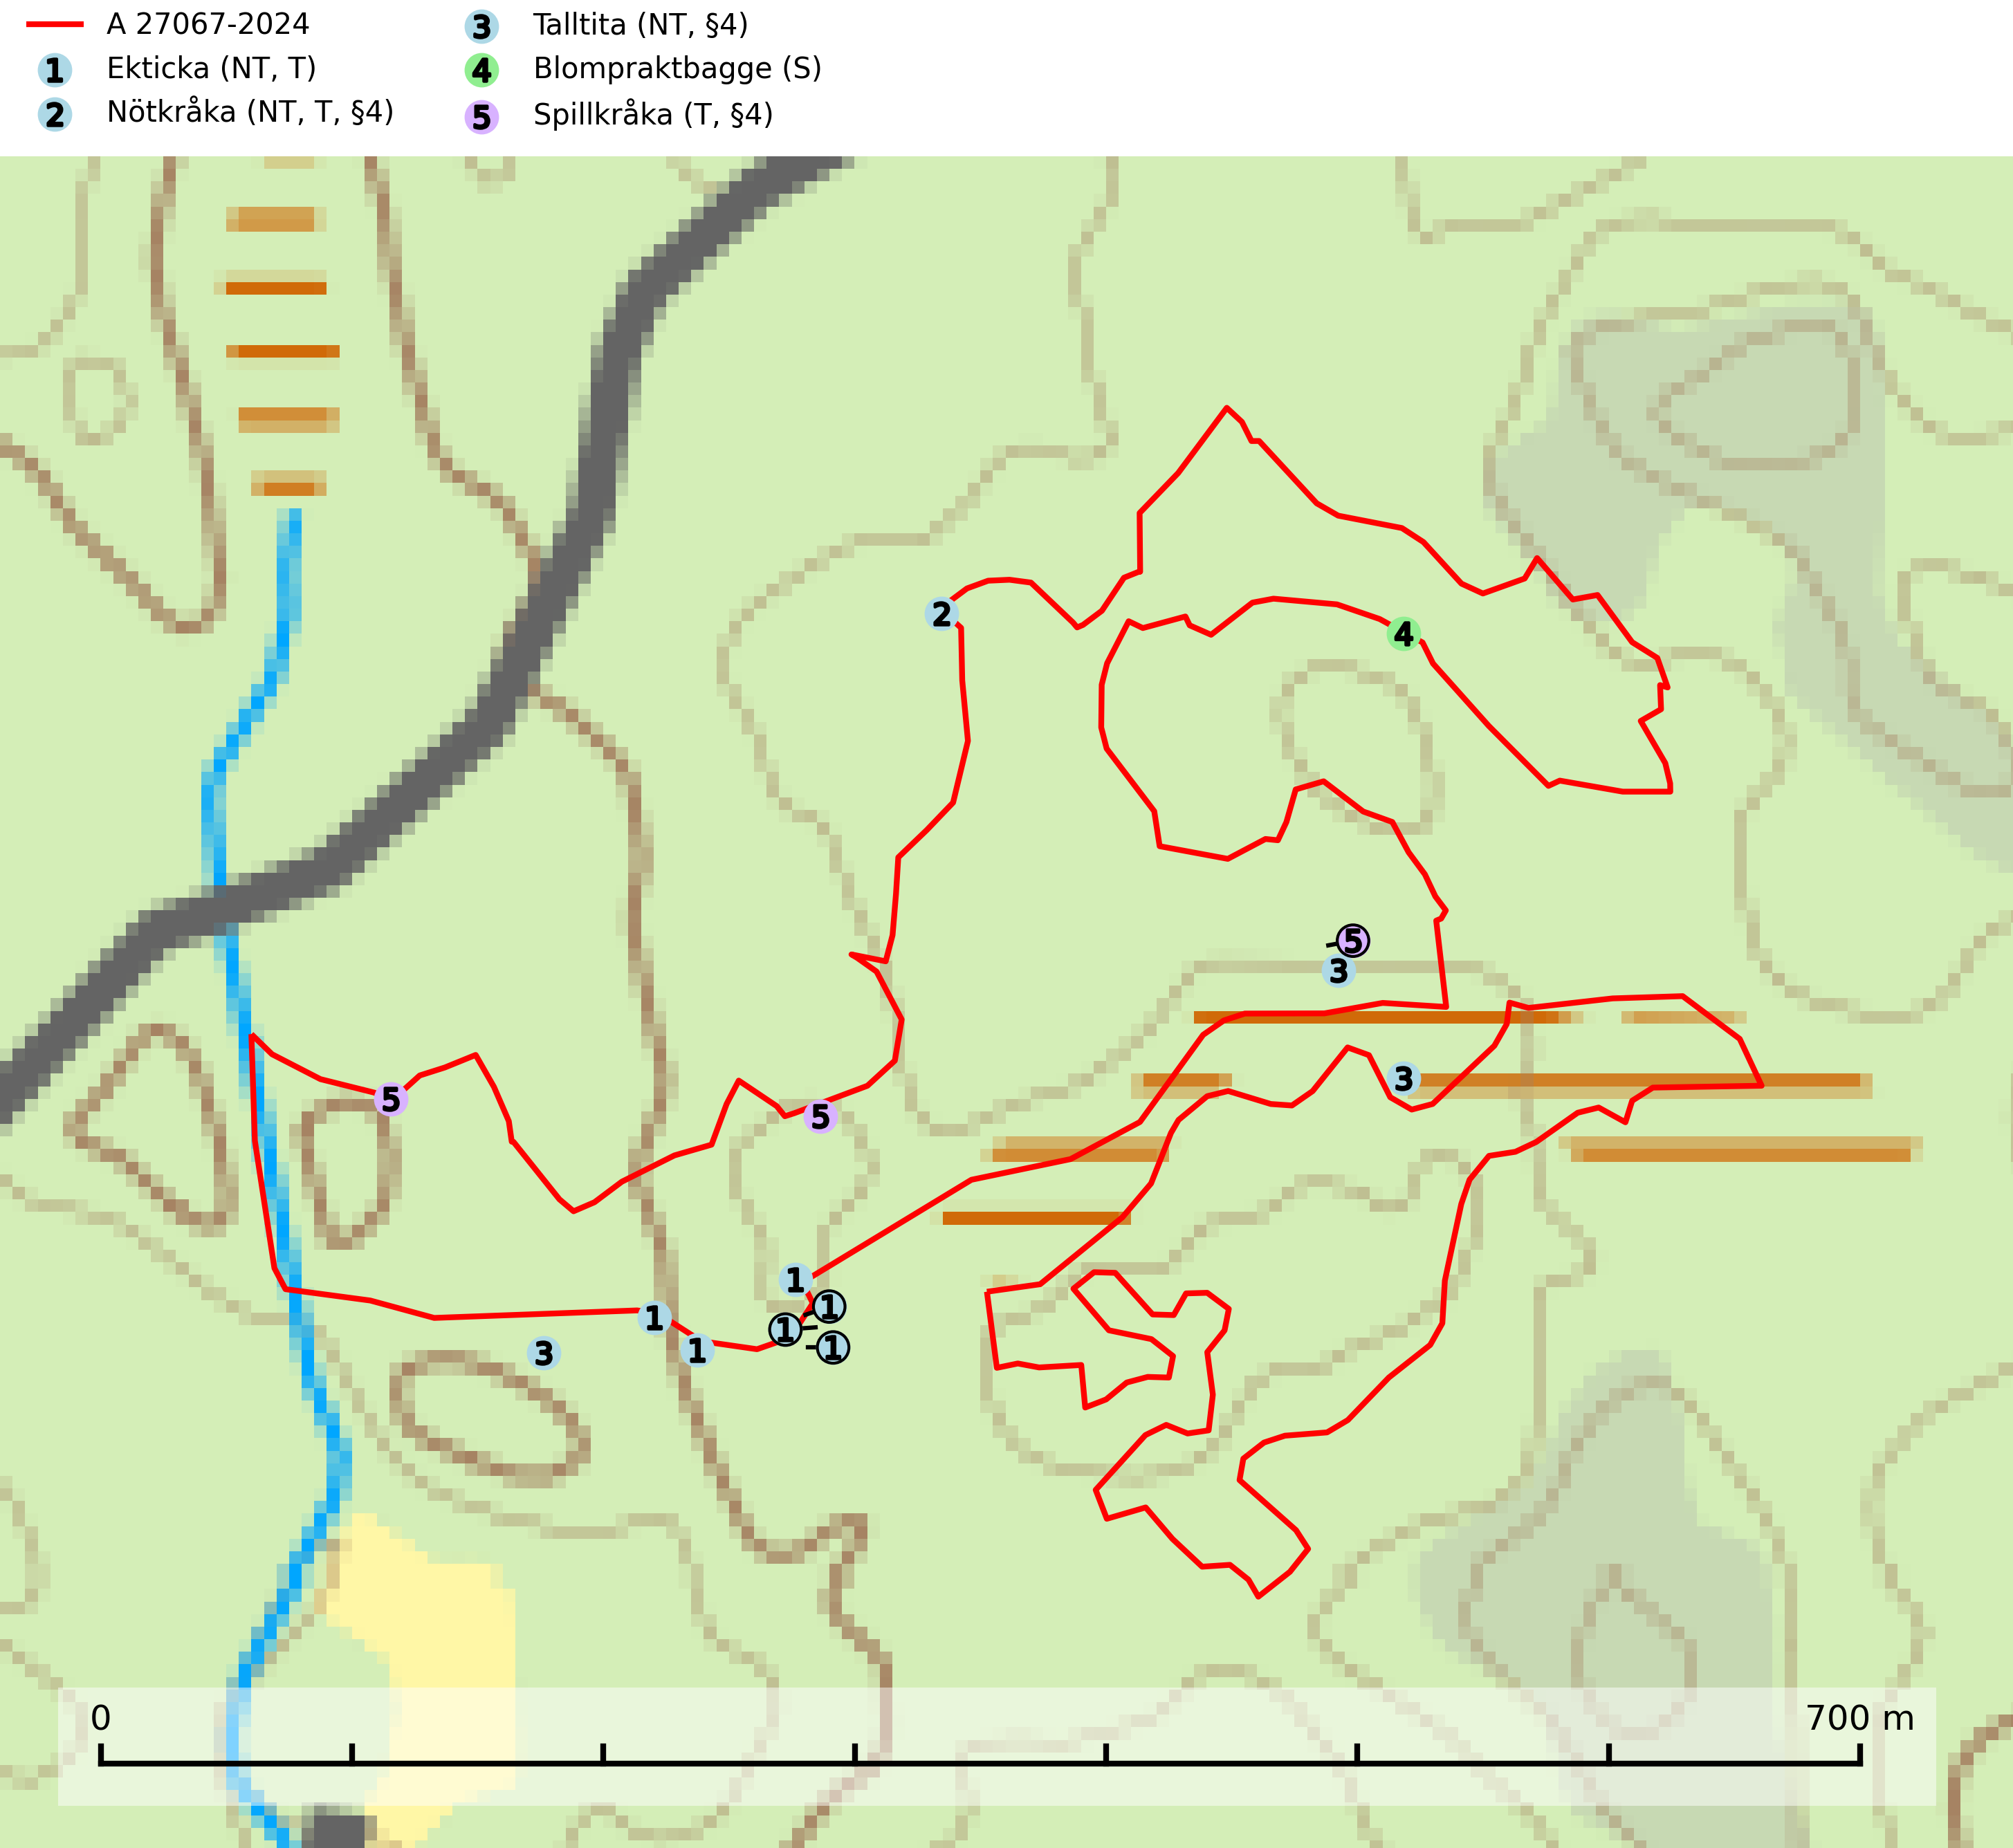 A 27067-2024
1 Ekticka (NT, T)
2 Nötkråka (NT, T, §4)
3 Talltita (NT, §4)
4 Blompraktbagge (S)
5 Spillkråka (T, §4)
2
4
5
3
5
3
5
1
1
1
1
1
1
3
0 700 m